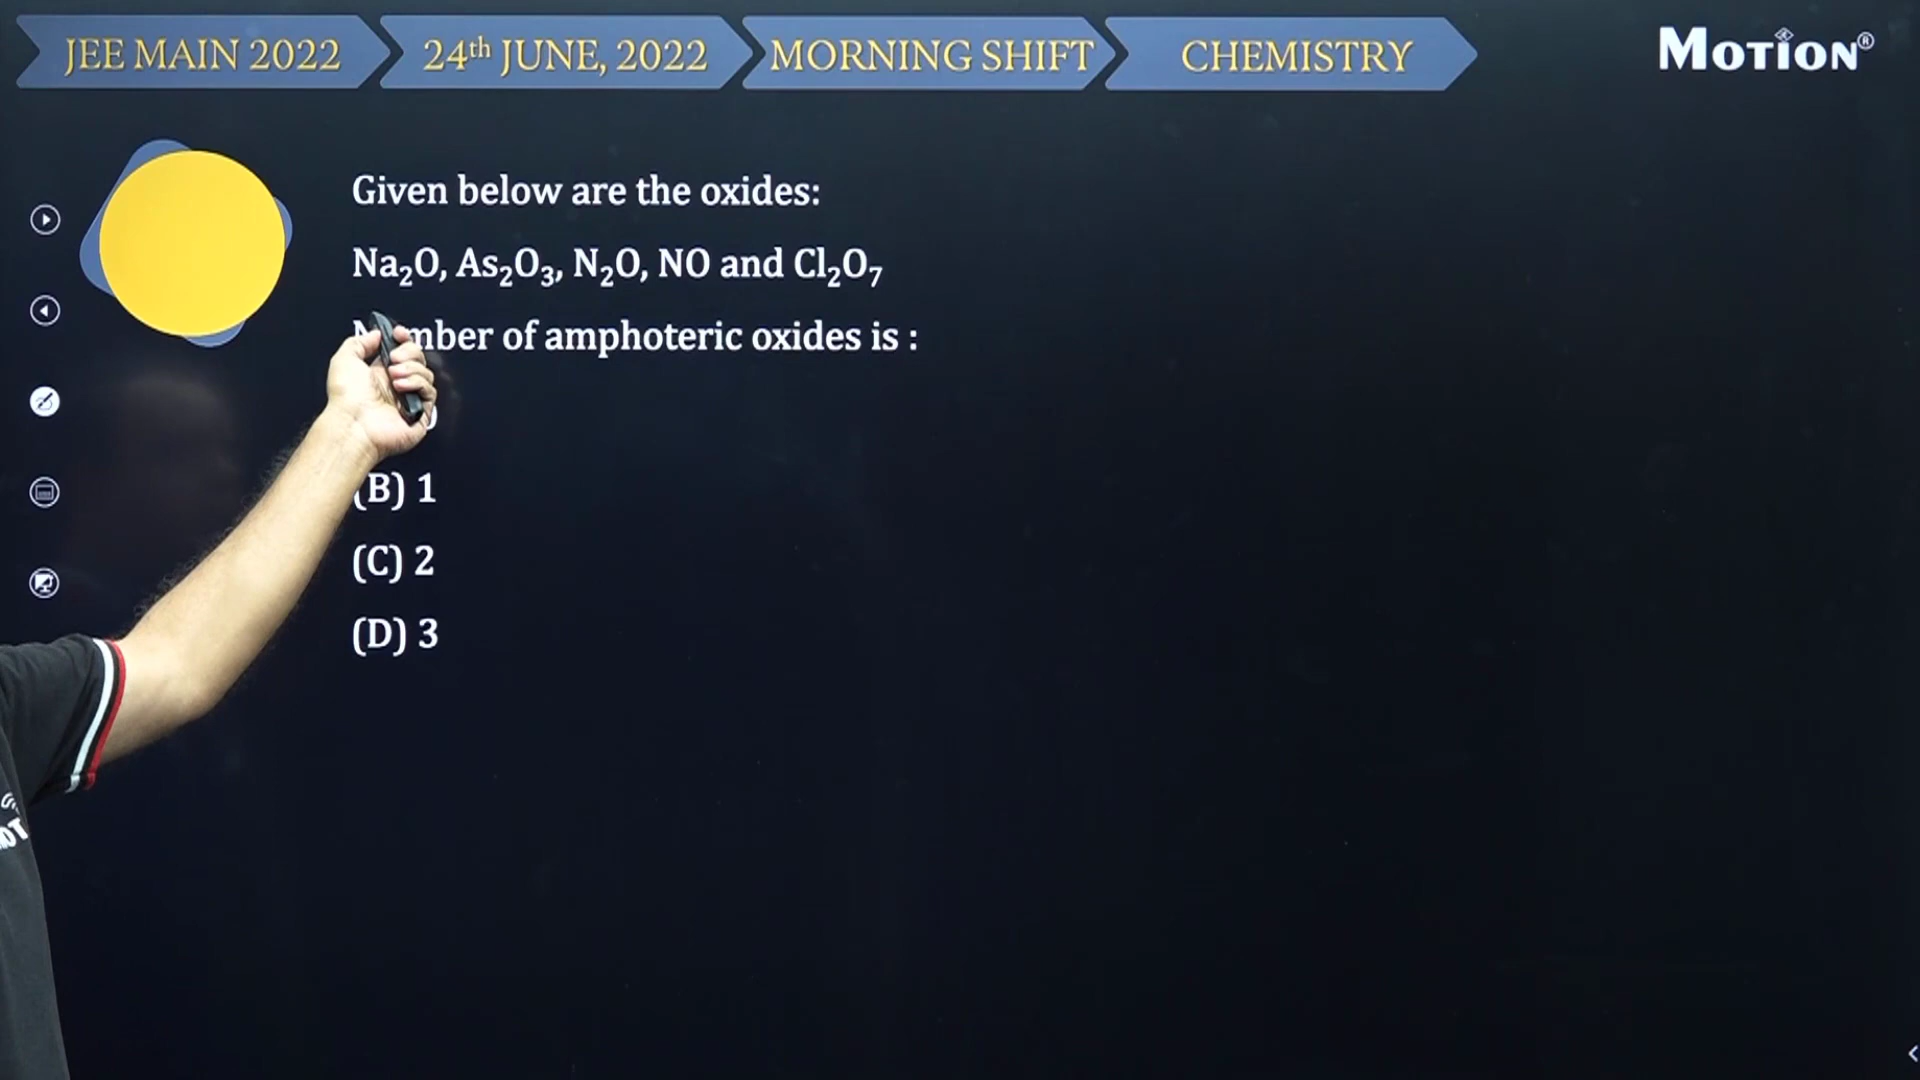 JEE MAIN 2022 24th JUNE, 2022 MORNING SHIFT CHEMISTRY
MOTION®
Given below are the oxides:
Na₂O, As₂O₃, N₂O, NO and Cl₂O₇
of amphoteric oxides is :
(B) 1
(C) 2
(D) 3